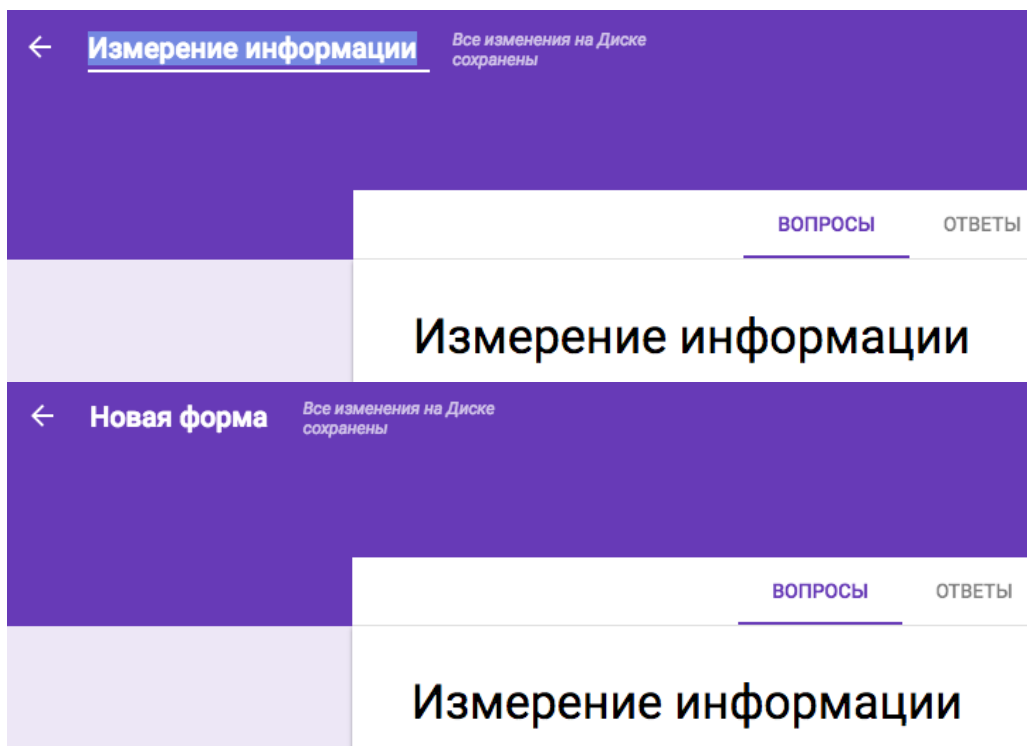 Измерение информации
Все изменения на Диске
сохранены
ВОПРОСЫ ОТВЕТЫ
Измерение информации
Новая форма
Все изменения на Диске
сохранены
ВОПРОСЫ ОТВЕТЫ
Измерение информации